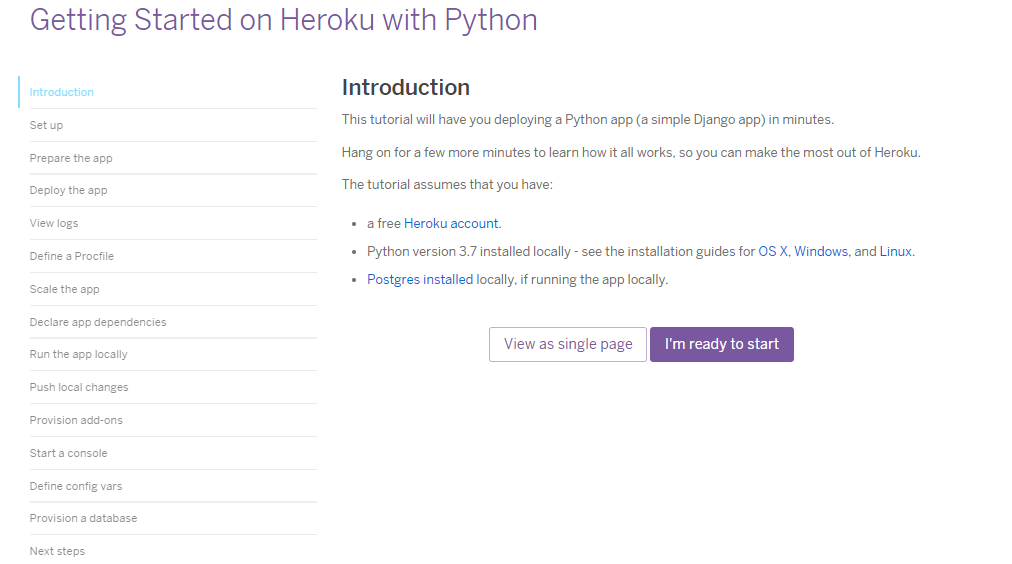 Getting Started on Heroku with Python
Introduction
Set up
Prepare the app
Deploy the app
View logs
Define a Procfile
Scale the app
Declare app dependencies
Run the app locally
Push local changes
Provision add-ons
Start a console
Define config vars
Provision a database
Next steps
Introduction
This tutorial will have you deploying a Python app (a simple Django app) in minutes.
Hang on for a few more minutes to learn how it all works, so you can make the most out of Heroku.
The tutorial assumes that you have:
• a free Heroku account.
• Python version 3.7 installed locally - see the installation guides for OS X, Windows, and Linux.
• Postgres installed locally, if running the app locally.
View as single page
I'm ready to start